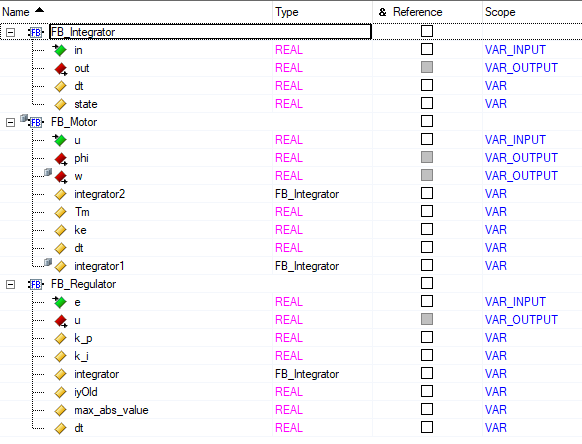 Name Type & Reference Scope
FB FB_Integrator
in REAL VAR_INPUT
out REAL VAR_OUTPUT
dt REAL VAR
state REAL VAR
FB FB_Motor
u REAL VAR_INPUT
phi REAL VAR_OUTPUT
w REAL VAR_OUTPUT
integrator2 FB_Integrator VAR
Tm REAL VAR
ke REAL VAR
dt REAL VAR
integrator1 FB_Integrator VAR
FB FB_Regulator
e REAL VAR_INPUT
u REAL VAR_OUTPUT
k_p REAL VAR
k_i REAL VAR
integrator FB_Integrator VAR
iyOld REAL VAR
max_abs_value REAL VAR
dt REAL VAR